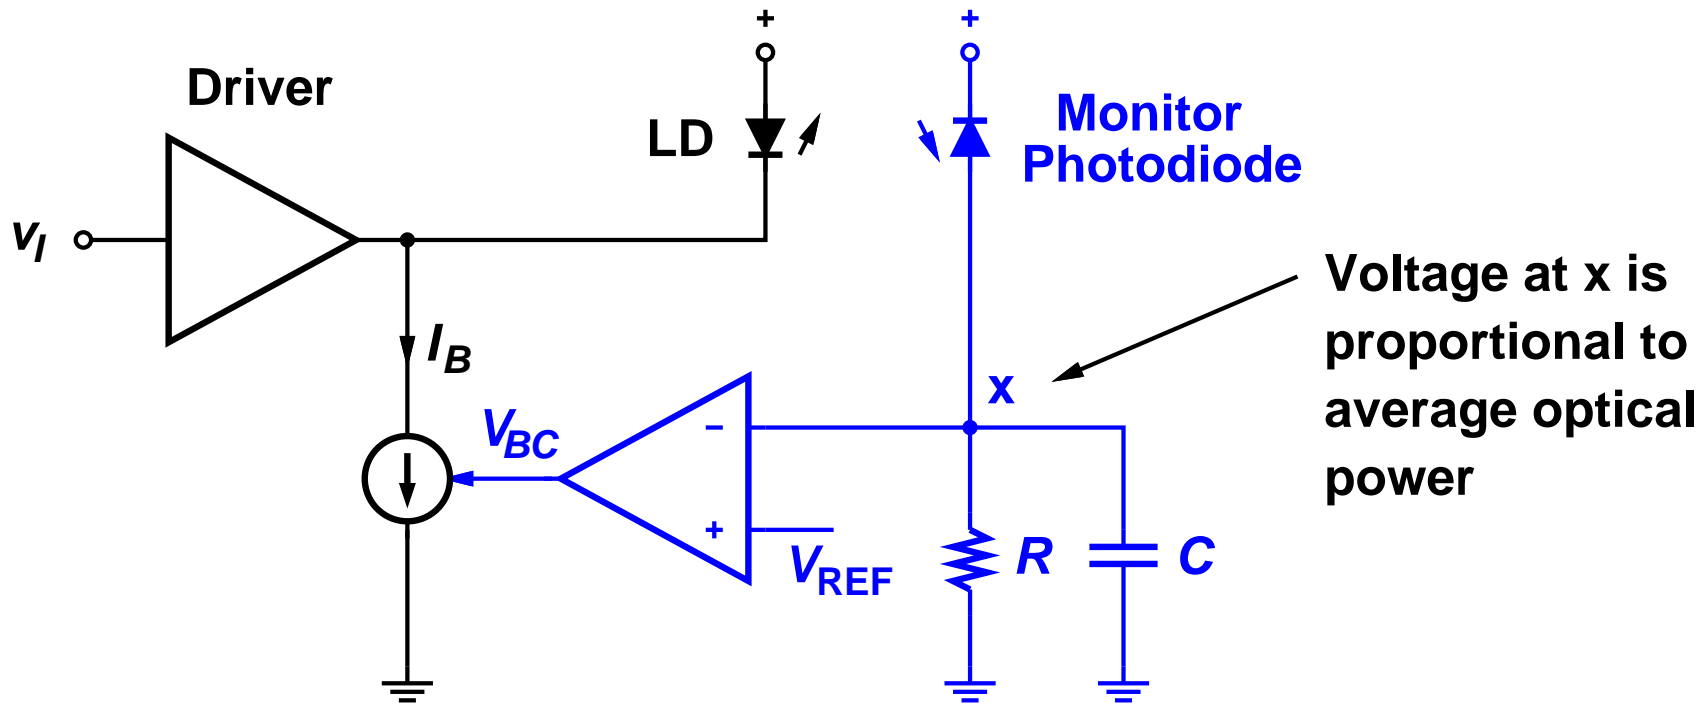 +
+
Driver
LD
Monitor
Photodiode
vI
Voltage at x is
proportional to
average optical
power
IB
x
VBC
−
+
VREF
R
C